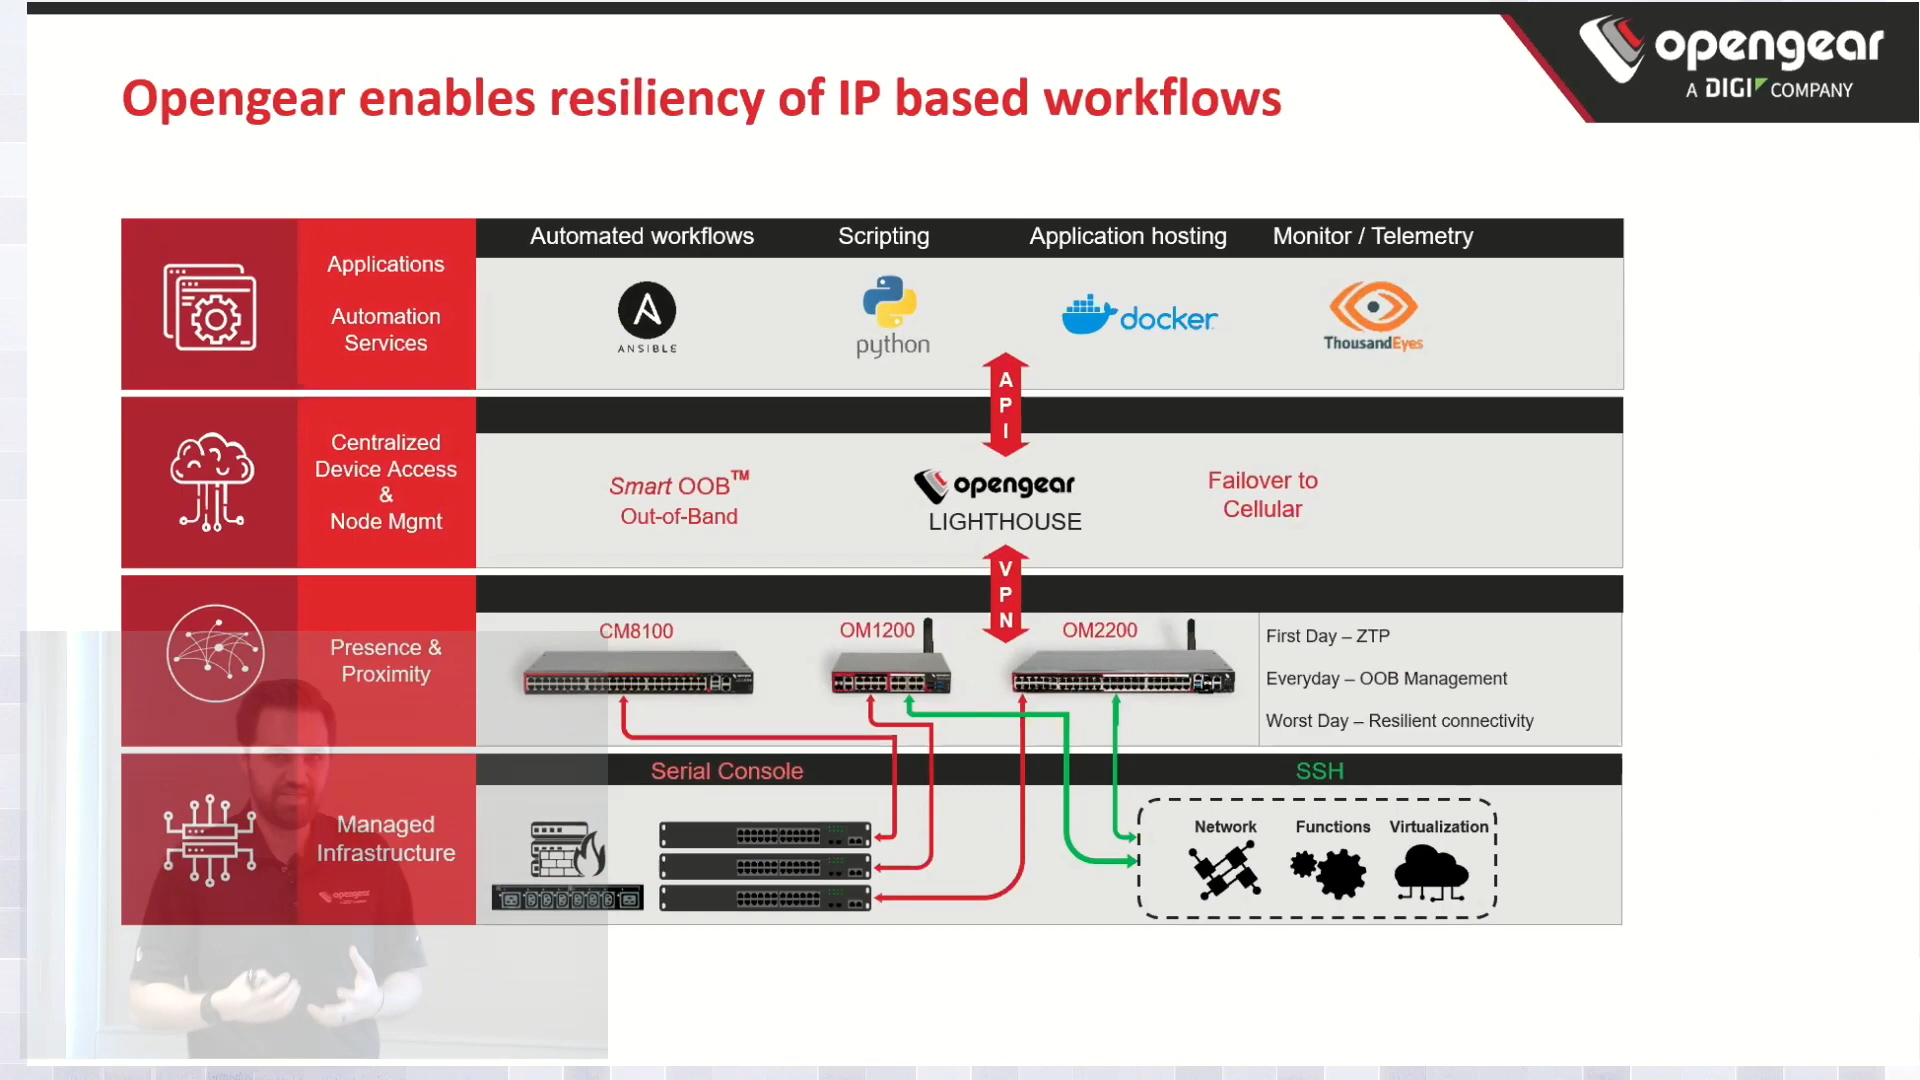 opengear
A DIGI COMPANY
Opengear enables resiliency of IP based workflows
Applications
Automation
Services
Automated workflows
Scripting
Application hosting
Monitor / Telemetry
ANSIBLE
python
docker
ThousandEyes
API
Centralized
Device Access
&
Node Mgmt
Smart OOB™
Out-of-Band
opengear
LIGHTHOUSE
Failover to
Cellular
VPN
Presence &
Proximity
CM8100
OM1200
OM2200
First Day – ZTP
Everyday – OOB Management
Worst Day – Resilient connectivity
Managed
Infrastructure
Serial Console
SSH
Network
Functions
Virtualization
opengear